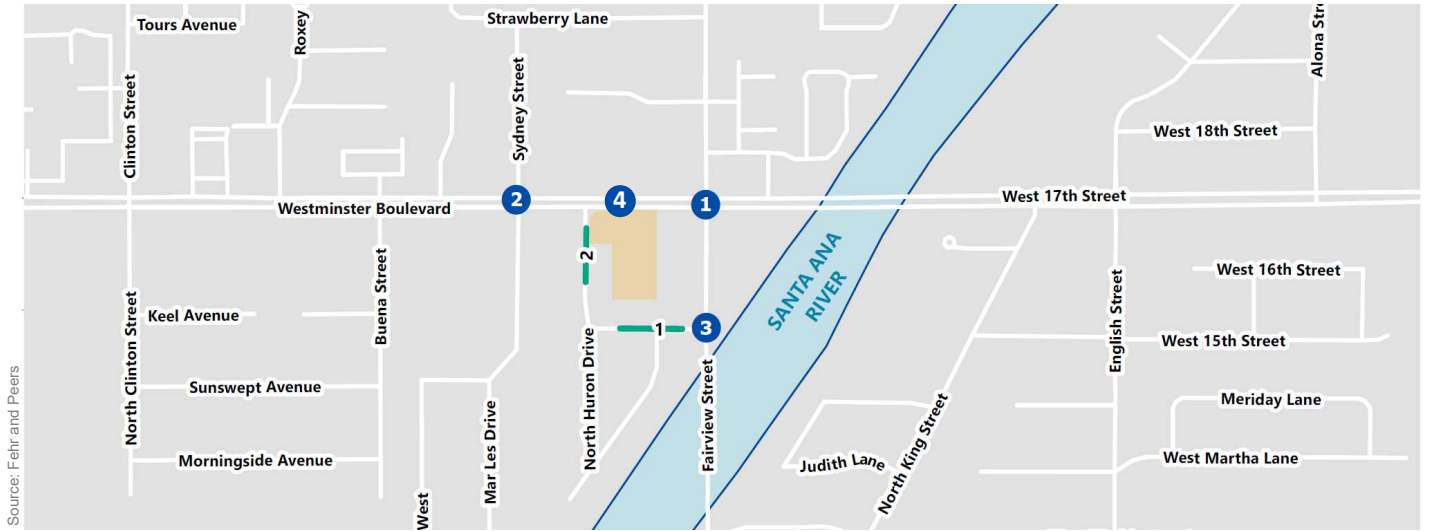 Tours Avenue
Roxey
Strawberry Lane
Alona Stre
Clinton Street
Sydney Street
West 18th Street
2
4
1
West 17th Street
Westminster Boulevard
2
SANTA ANA
RIVER
West 16th Street
Buena Street
English Street
Keel Avenue
1
3
West 15th Street
North Clinton Street
North Huron Drive
Fairview Street
Sunswept Avenue
Meriday Lane
Mar Les Drive
North King Street
Morningside Avenue
Judith Lane
West Martha Lane
West
Source: Fehr and Peers